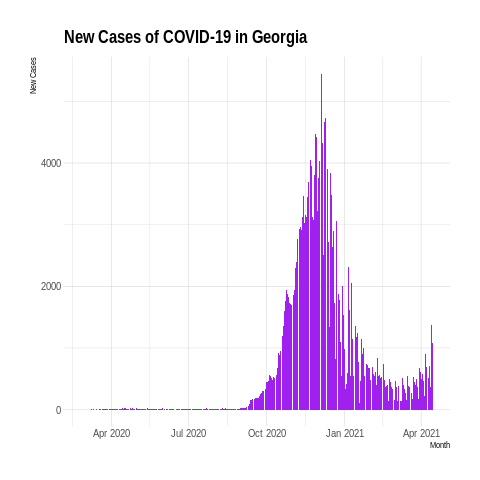 New Cases of COVID-19 in Georgia
New Cases
4000
2000
0
Apr 2020 Jul 2020 Oct 2020 Jan 2021 Apr 2021
Month